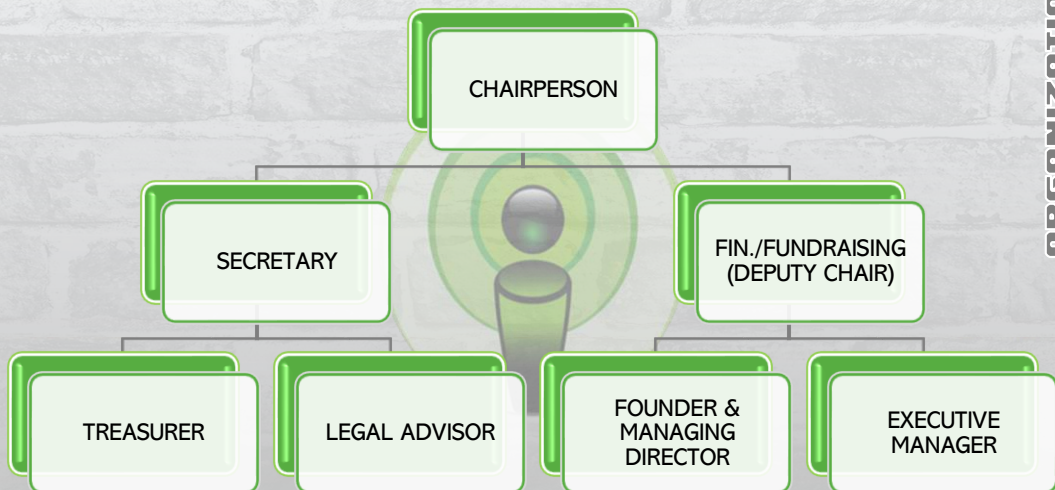 CHAIRPERSON
SECRETARY
FIN./FUNDRAISING
(DEPUTY CHAIR)
TREASURER
LEGAL ADVISOR
FOUNDER &
MANAGING
DIRECTOR
EXECUTIVE
MANAGER